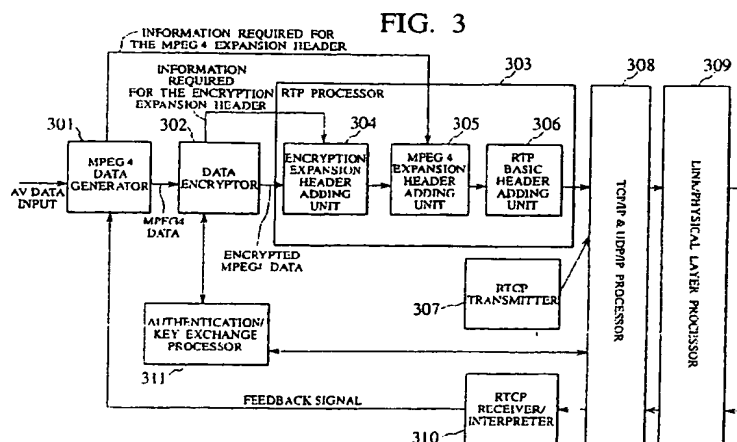 FIG. 3
INFORMATION REQUIRED FOR
THE MPEG 4 EXPANSION HEADER
INFORMATION
REQUIRED
FOR THE ENCRYPTION
EXPANSION HEADER
303
308
309
RTP PROCESSOR
301
302
304
305
306
MPEG 4
DATA
GENERATOR
DATA
ENCRYPTOR
ENCRYPTION
EXPANSION
HEADER
ADDING
UNIT
MPEG 4
EXPANSION
HEADER
ADDING
UNIT
RTP
BASIC
HEADER
ADDING
UNIT
AV DATA
INPUT
MPEG4
DATA
ENCRYPTED
MPEG4 DATA
TCP/IP & UDP/IP PROCESSOR
LINK/PHYSICAL LAYER PROCESSOR
RTCP
TRANSMITTER
307
AUTHENTICATION/
KEY EXCHANGE
PROCESSOR
311
FEEDBACK SIGNAL
RTCP
RECEIVER/
INTERPRETER
310